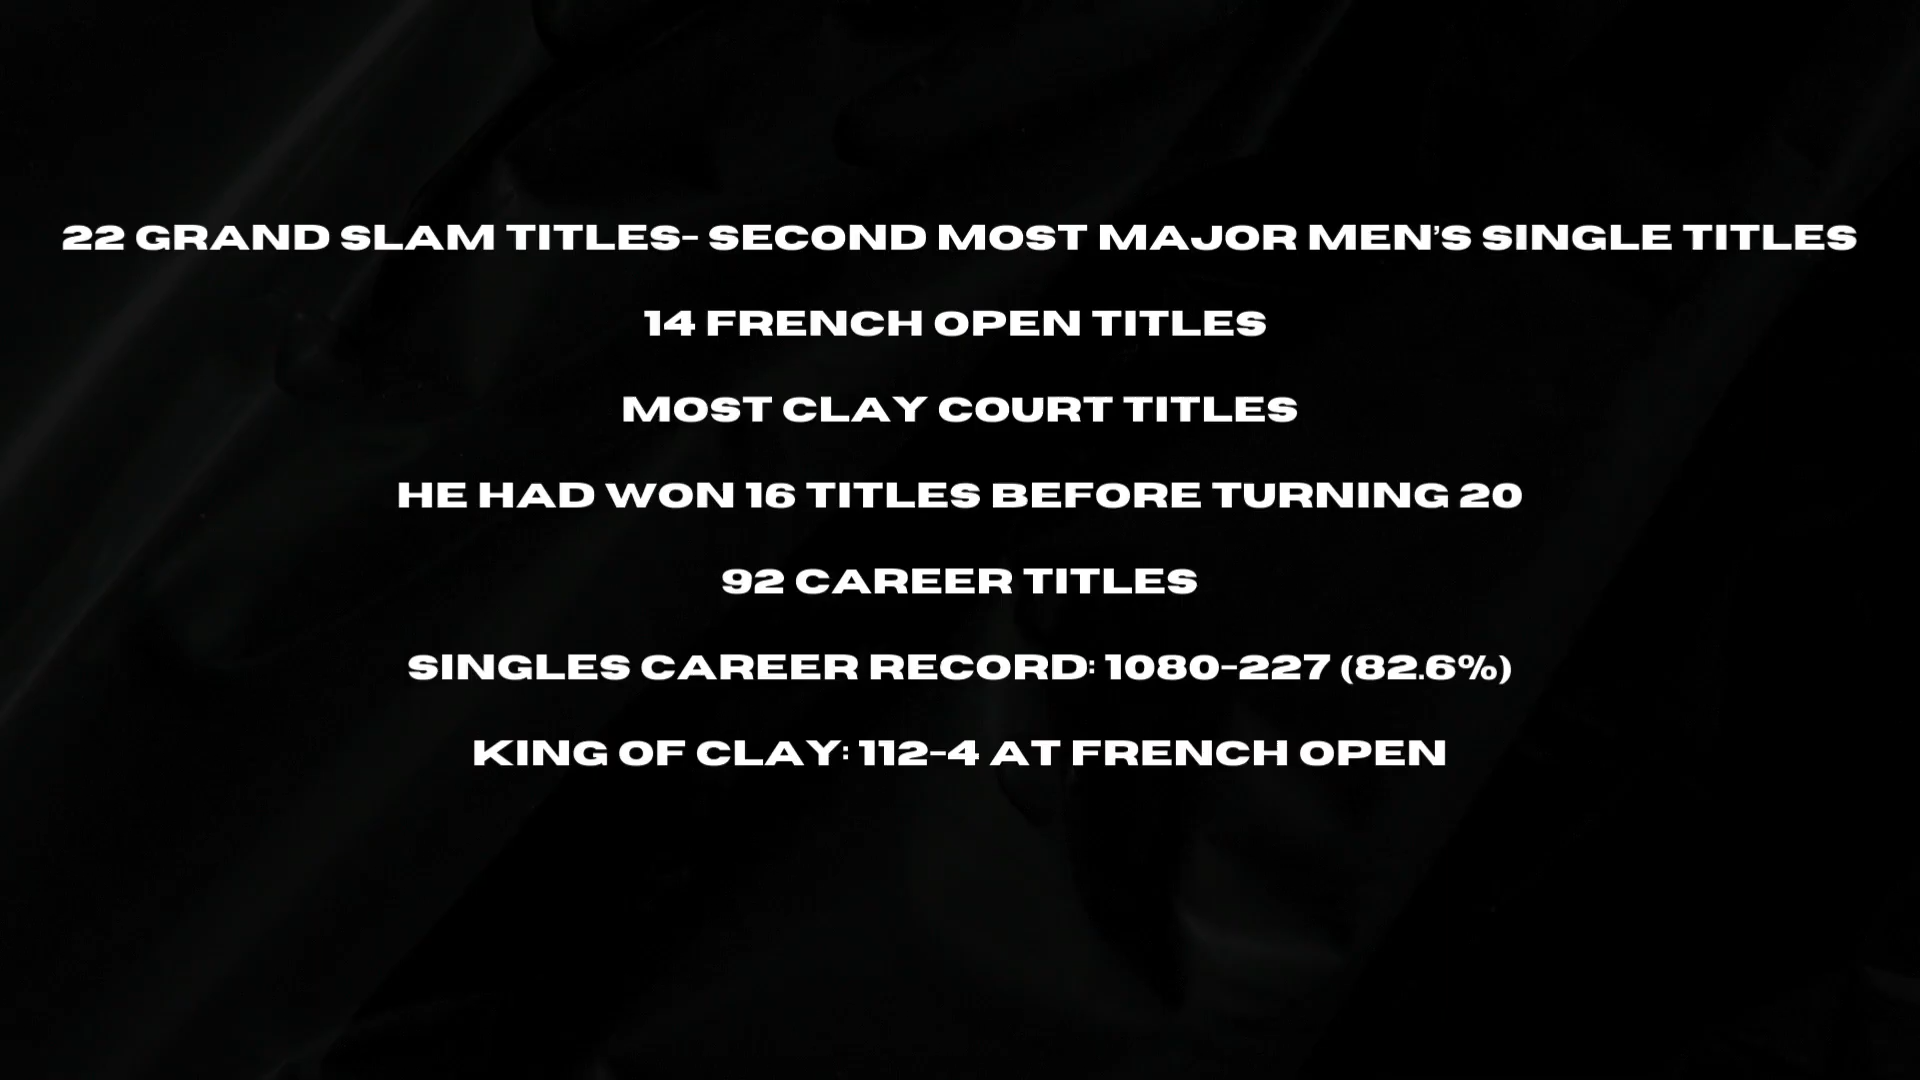 22 GRAND SLAM TITLES- SECOND MOST MAJOR MEN'S SINGLE TITLES
14 FRENCH OPEN TITLES
MOST CLAY COURT TITLES
HE HAD WON 16 TITLES BEFORE TURNING 20
92 CAREER TITLES
SINGLES CAREER RECORD: 1080-227 (82.6%)
KING OF CLAY: 112-4 AT FRENCH OPEN